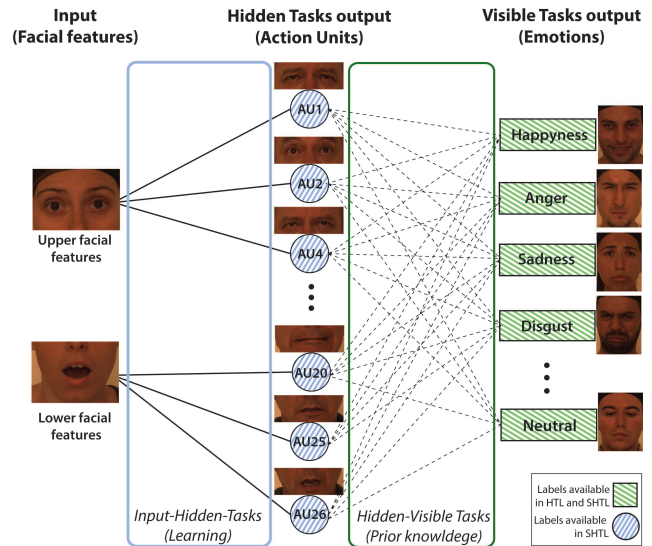 Input
(Facial features)
Hidden Tasks output
(Action Units)
Visible Tasks output
(Emotions)
AU1
AU2
AU4
AU20
AU25
AU26
Upper facial
features
Lower facial
features
Happyness
Anger
Sadness
Disgust
Neutral
Input-Hidden-Tasks
(Learning)
Hidden-Visible Tasks
(Prior knowldege)
Labels available
in HTL and SHTL
Labels available
in SHTL